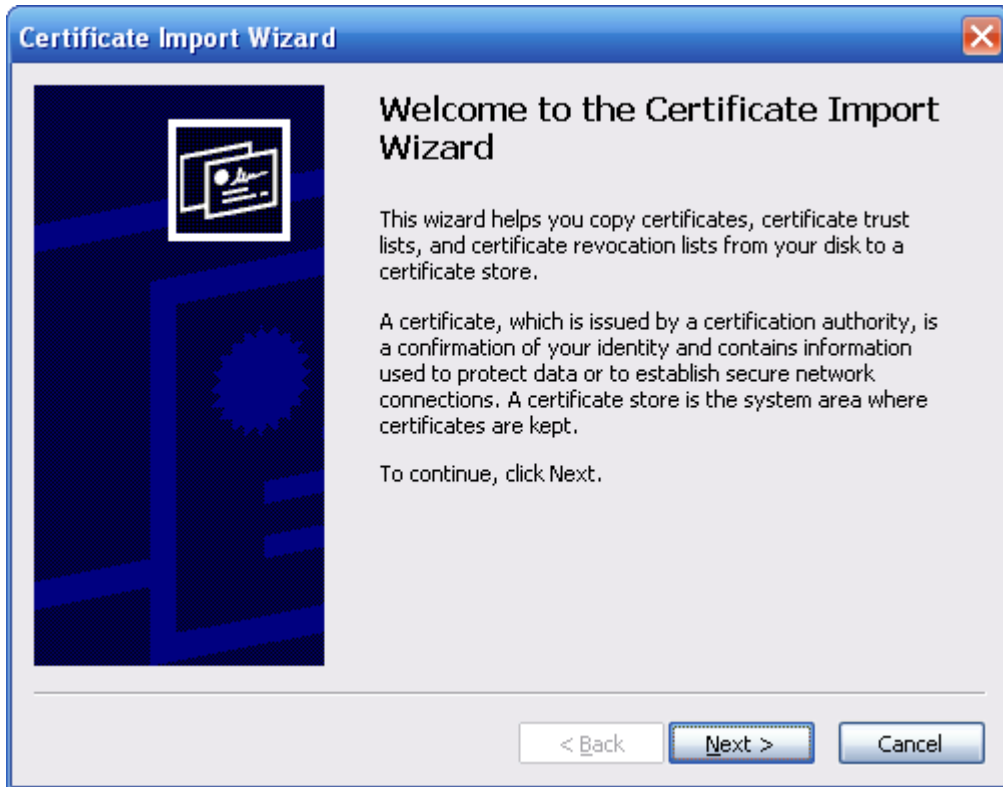 Certificate Import Wizard
Welcome to the Certificate Import
Wizard
This wizard helps you copy certificates, certificate trust
lists, and certificate revocation lists from your disk to a
certificate store.
A certificate, which is issued by a certification authority, is
a confirmation of your identity and contains information
used to protect data or to establish secure network
connections. A certificate store is the system area where
certificates are kept.
To continue, click Next.
< Back Next > Cancel